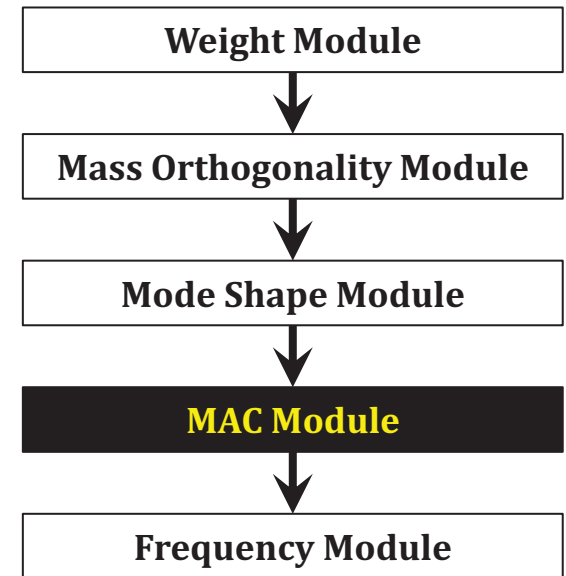 Weight Module
Mass Orthogonality Module
Mode Shape Module
MAC Module
Frequency Module